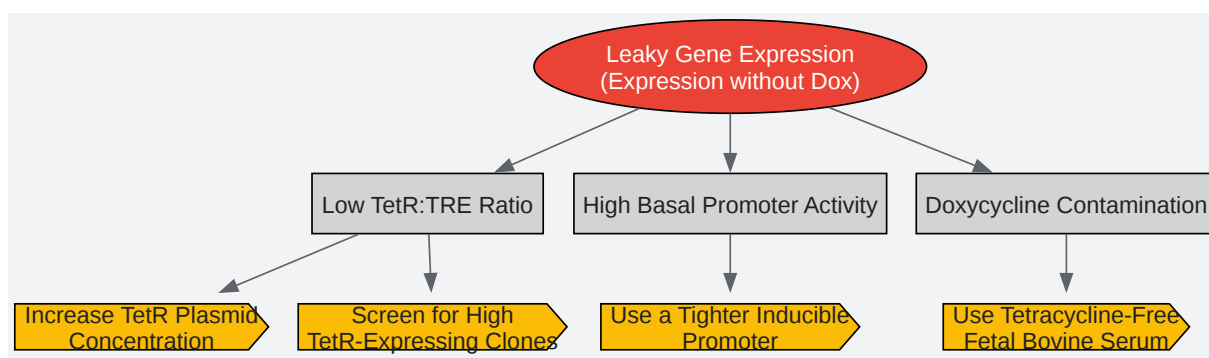 Leaky Gene Expression
(Expression without Dox)
Low TetR:TRE Ratio
High Basal Promoter Activity
Doxycycline Contamination
Increase TetR Plasmid
Concentration
Screen for High
TetR-Expressing Clones
Use a Tighter Inducible
Promoter
Use Tetracycline-Free
Fetal Bovine Serum